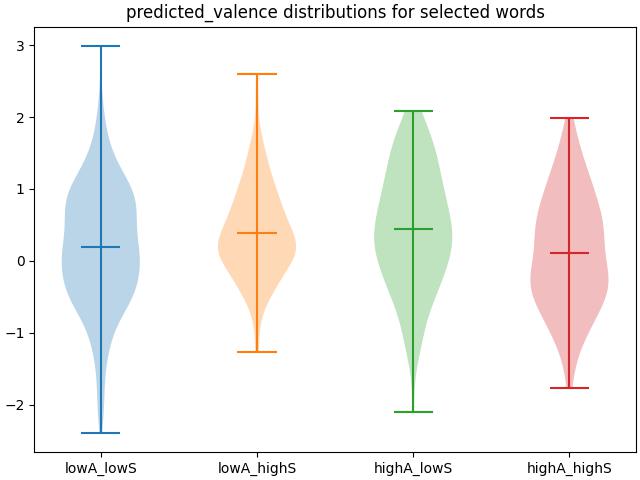 predicted_valence distributions for selected words
3
2
1
0
−1
−2
lowA_lowS
lowA_highS
highA_lowS
highA_highS